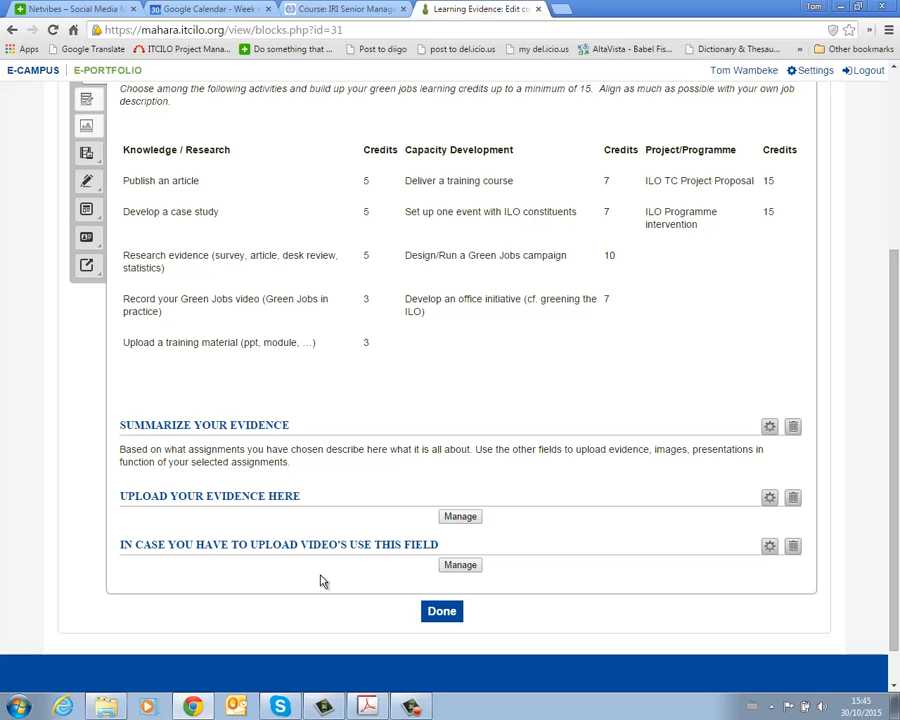 Netvibes – Social Media M
Google Calendar - Week o
Course: IRI Senior Manage
Learning Evidence: Edit co
Tom
https://mahara.itcilo.org/view/blocks.php?id=31
Apps
Google Translate
ITCILO Project Mana...
Do something that ...
Post to diigo
post to del.icio.us
my del.icio.us
AltaVista - Babel Fis...
Dictionary & Thesau...
»
Other bookmarks
E-CAMPUS E-PORTFOLIO
Tom Wambeke Settings Logout
Choose among the following activities and build up your green jobs learning credits up to a minimum of 15. Align as much as possible with your own job
description.
Knowledge / Research Credits Capacity Development Credits Project/Programme Credits
Publish an article 5 Deliver a training course 7 ILO TC Project Proposal 15
Develop a case study 5 Set up one event with ILO constituents 7 ILO Programme 15
intervention
Research evidence (survey, article, desk review, 5 Design/Run a Green Jobs campaign 10
statistics)
Record your Green Jobs video (Green Jobs in 3 Develop an office initiative (cf. greening the 7
practice) ILO)
Upload a training material (ppt, module, …) 3
SUMMARIZE YOUR EVIDENCE
Based on what assignments you have chosen describe here what it is all about. Use the other fields to upload evidence, images, presentations in
function of your selected assignments.
UPLOAD YOUR EVIDENCE HERE
Manage
IN CASE YOU HAVE TO UPLOAD VIDEO'S USE THIS FIELD
Manage
Done
15:45
30/10/2015